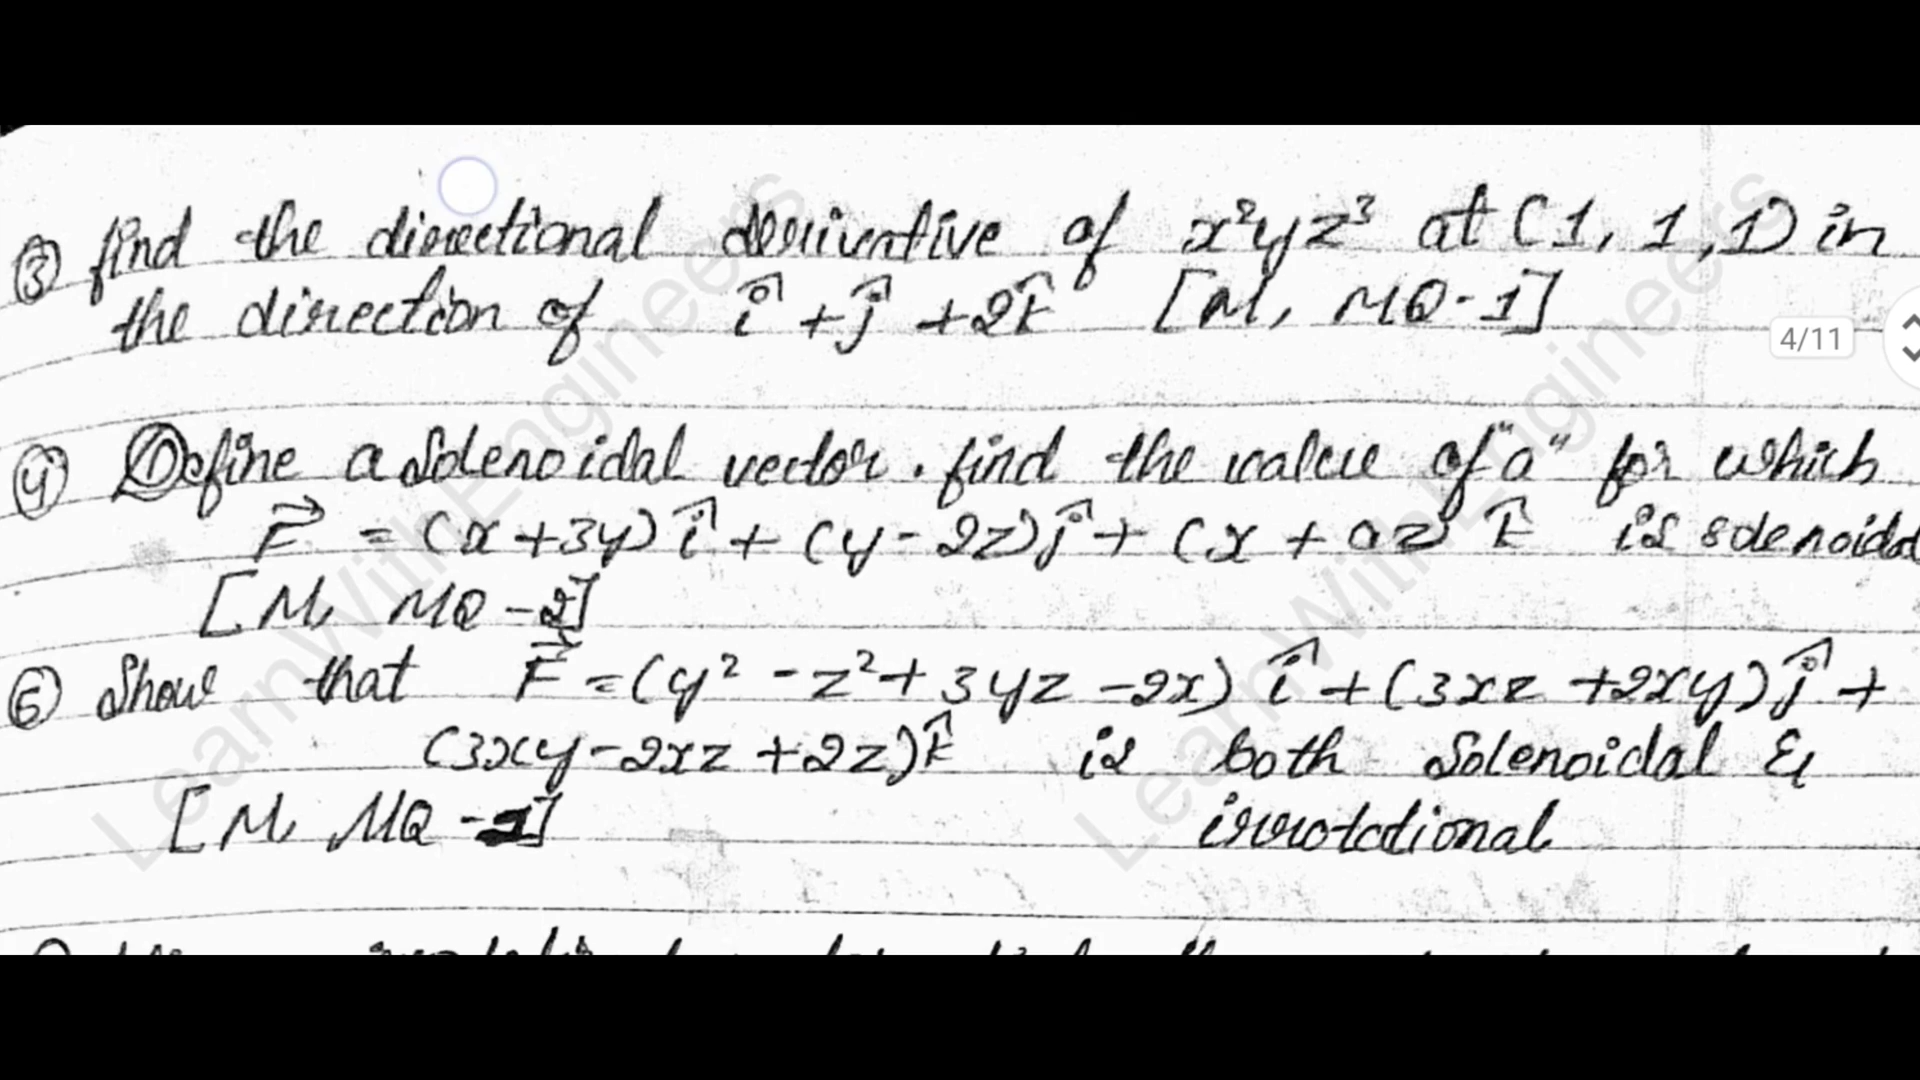 ③ find the directional derivative of x²yz³ at (1, 1, 1) in
the direction of î + ĵ + 2k̂ [M, MQ-1]
4/11
④ Define a Solenoidal vector. find the value of "a" for which
F⃗ = (x + 3y) î + (y - 2z) ĵ + (x + az) k̂ is solenoidal
[M, MQ - 2]
⑤ Show that F⃗ = (y² - z² + 3yz - 2x) î + (3xz + 2xy) ĵ +
(3xy - 2xz + 2z) k̂ is both Solenoidal &
[M, MQ - 1] irrotational
LearnWithEngineers
LearnWithEngineers